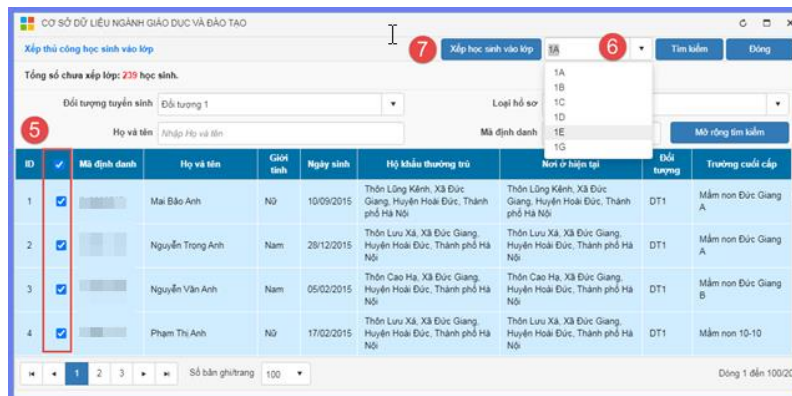 CƠ SỞ DỮ LIỆU NGÀNH GIÁO DỤC VÀ ĐÀO TẠO
Xếp thủ công học sinh vào lớp
7 Xếp học sinh vào lớp 1A 6 Tìm kiếm Đóng
Tổng số chưa xếp lớp: 239 học sinh.
1A
1B
1C
1D
1E
1G
Đối tượng tuyển sinh Đối tượng 1 Loại hồ sơ
5 Họ và tên Nhập Họ và tên Mã định danh Mở rộng tìm kiếm
ID Mã định danh Họ và tên Giới tính Ngày sinh Hộ khẩu thường trú Nơi ở hiện tại Đối tượng Trường cuối cấp
1 Mai Bảo Anh Nữ 10/09/2015 Thôn Lũng Kênh, Xã Đức Giang, Huyện Hoài Đức, Thành phố Hà Nội Thôn Lũng Kênh, Xã Đức Giang, Huyện Hoài Đức, Thành phố Hà Nội DT1 Mầm non Đức Giang A
2 Nguyễn Trọng Anh Nam 28/12/2015 Thôn Lưu Xá, Xã Đức Giang, Huyện Hoài Đức, Thành phố Hà Nội Thôn Lưu Xá, Xã Đức Giang, Huyện Hoài Đức, Thành phố Hà Nội DT1 Mầm non Đức Giang A
3 Nguyễn Văn Anh Nam 05/02/2015 Thôn Cao Hạ, Xã Đức Giang, Huyện Hoài Đức, Thành phố Hà Nội Thôn Cao Hạ, Xã Đức Giang, Huyện Hoài Đức, Thành phố Hà Nội DT1 Mầm non Đức Giang B
4 Phạm Thị Anh Nữ 17/02/2015 Thôn Lưu Xá, Xã Đức Giang, Huyện Hoài Đức, Thành phố Hà Nội Thôn Lưu Xá, Xã Đức Giang, Huyện Hoài Đức, Thành phố Hà Nội DT1 Mầm non 10-10
1 2 3 Số bản ghi/trang 100 Dòng 1 đến 100/20